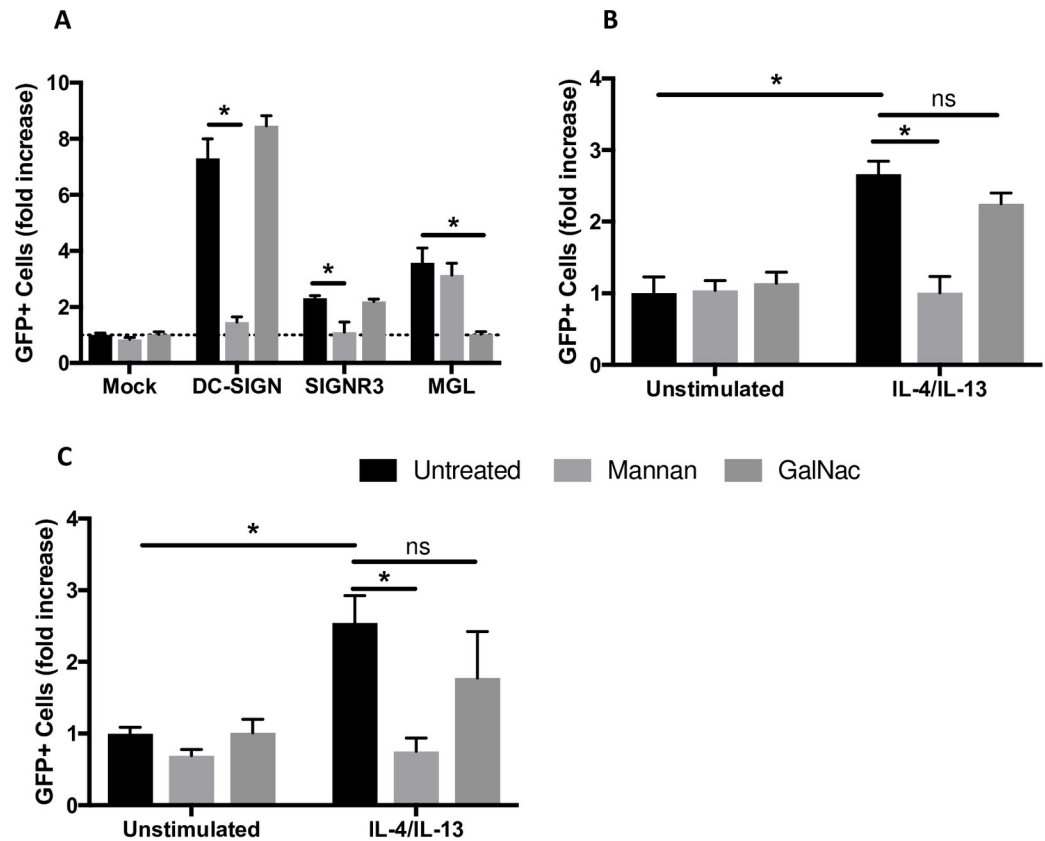 A
GFP+ Cells (fold increase)
10
8
6
4
2
0
*
*
*
Mock DC-SIGN SIGNR3 MGL
B
GFP+ Cells (fold increase)
4
3
2
1
0
*
ns
*
Unstimulated IL-4/IL-13
C
Untreated Mannan GalNac
GFP+ Cells (fold increase)
4
3
2
1
0
*
ns
*
Unstimulated IL-4/IL-13